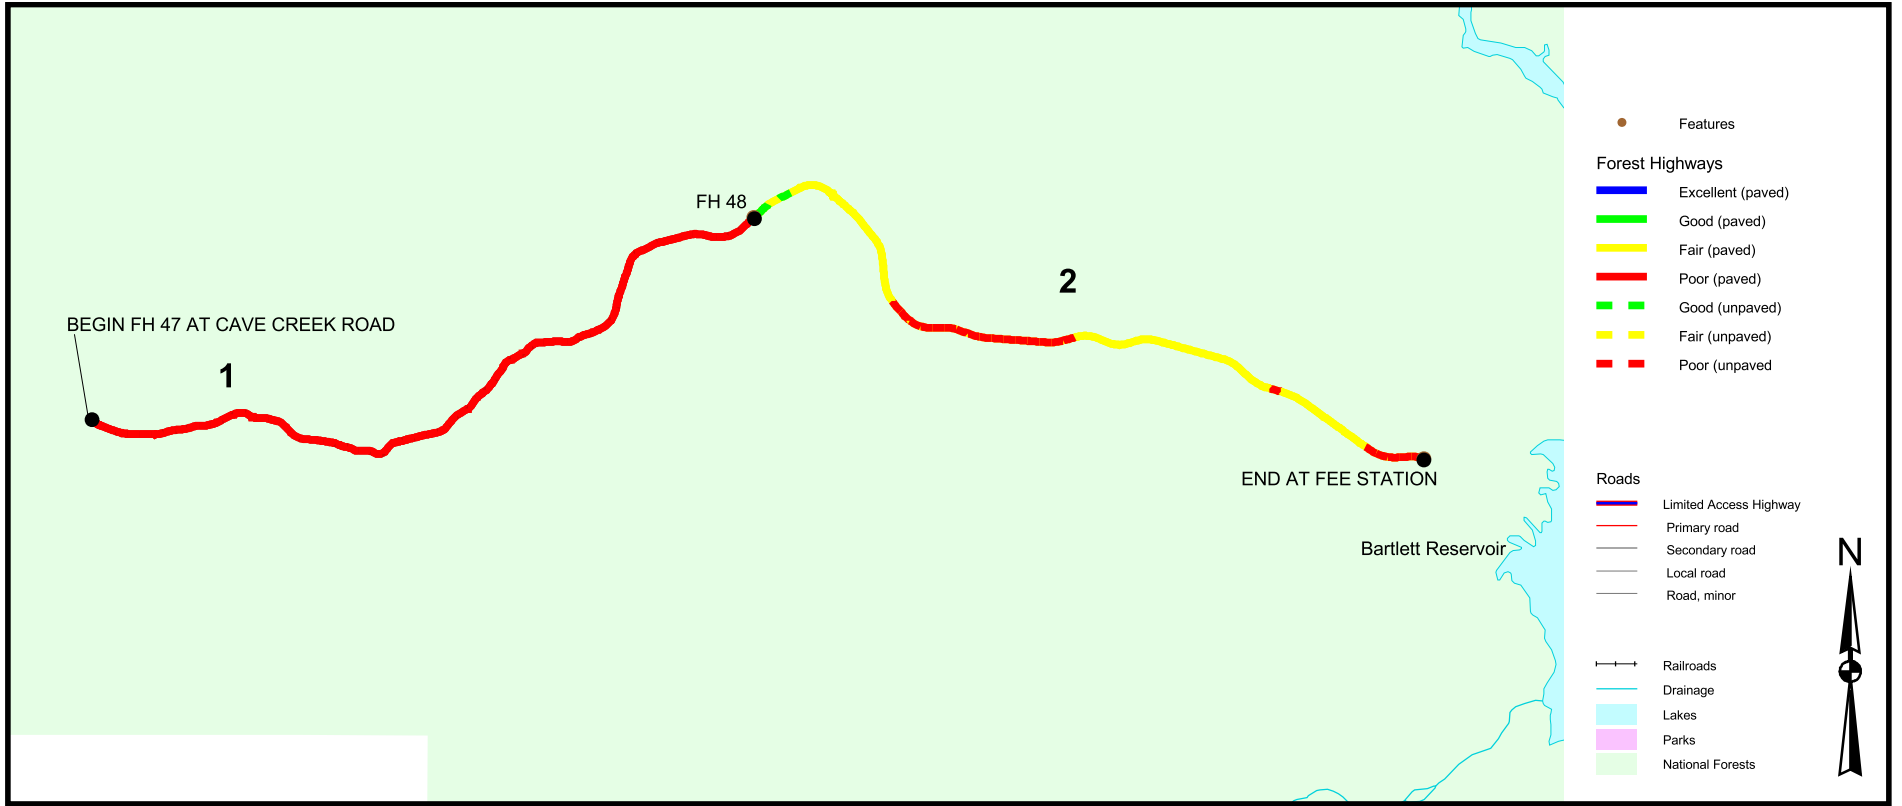 FH 48
2
BEGIN FH 47 AT CAVE CREEK ROAD
1
END AT FEE STATION
Bartlett Reservoir
Features
Forest Highways
Excellent (paved)
Good (paved)
Fair (paved)
Poor (paved)
Good (unpaved)
Fair (unpaved)
Poor (unpaved
Roads
Limited Access Highway
Primary road
Secondary road
Local road
Road, minor
Railroads
Drainage
Lakes
Parks
National Forests
N